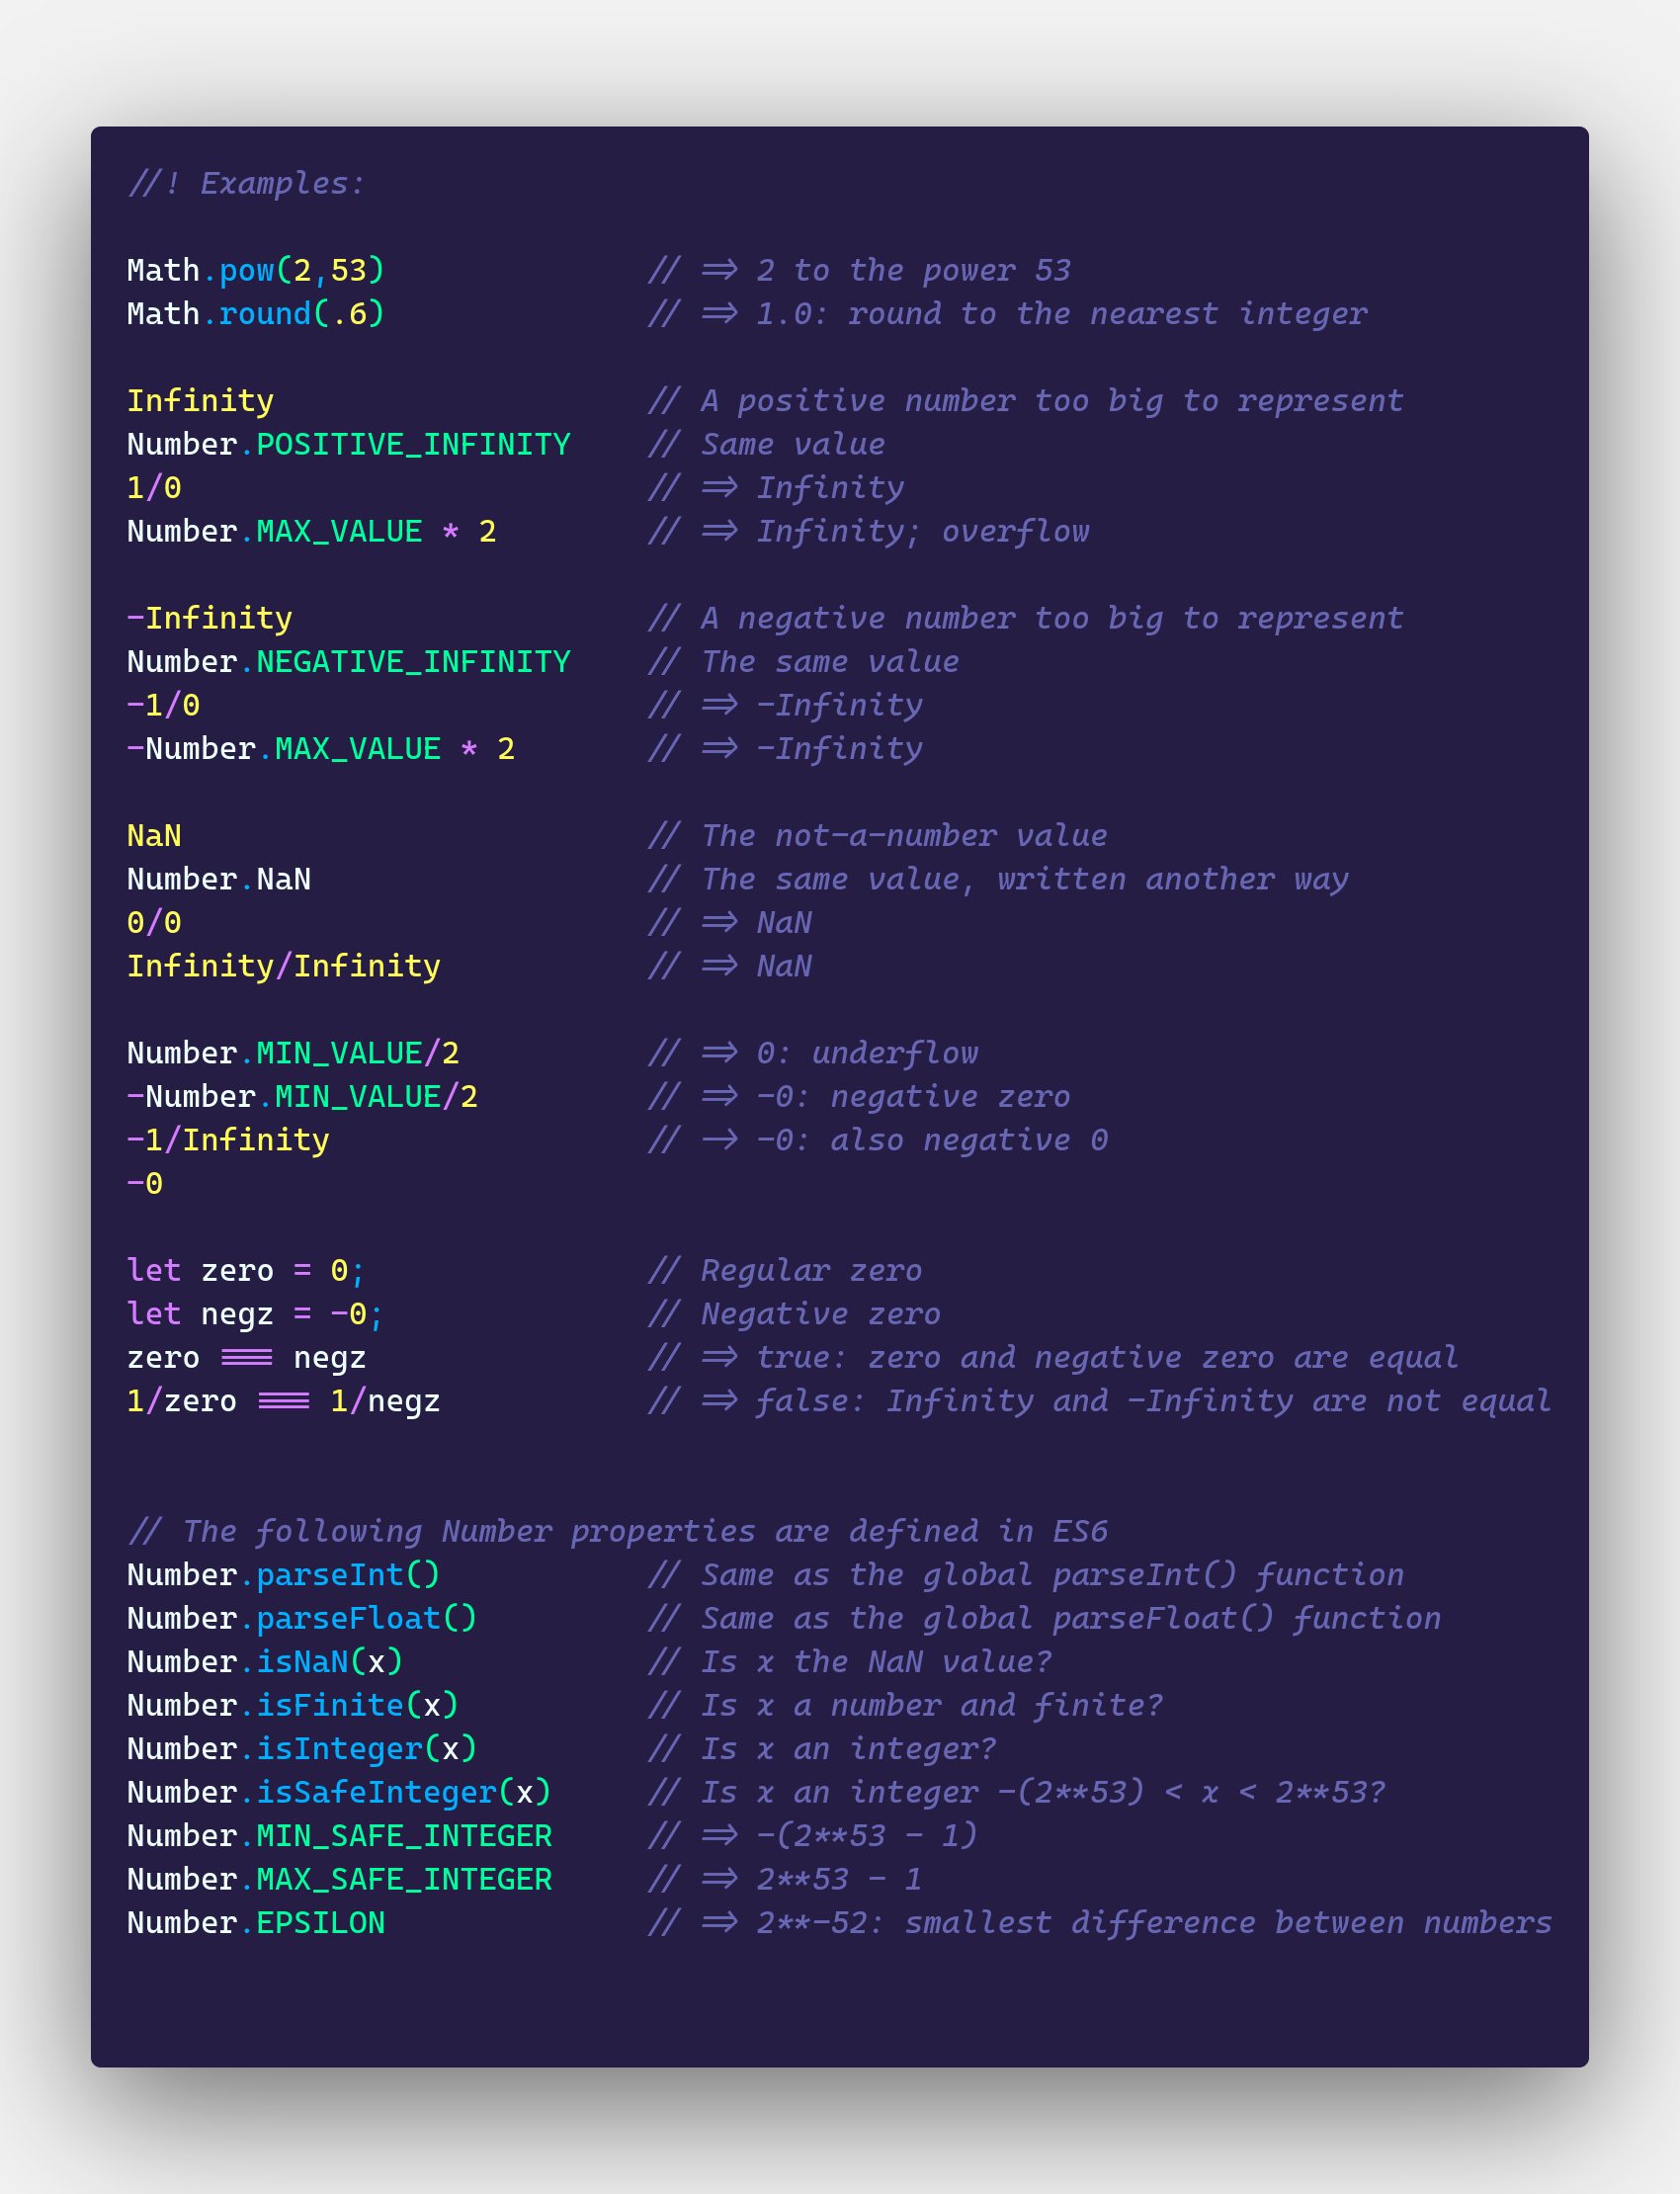 //! Examples:
Math.pow(2,53) // => 2 to the power 53
Math.round(.6) // => 1.0: round to the nearest integer
Infinity // A positive number too big to represent
Number.POSITIVE_INFINITY // Same value
1/0 // => Infinity
Number.MAX_VALUE * 2 // => Infinity; overflow
-Infinity // A negative number too big to represent
Number.NEGATIVE_INFINITY // The same value
-1/0 // => -Infinity
-Number.MAX_VALUE * 2 // => -Infinity
NaN // The not-a-number value
Number.NaN // The same value, written another way
0/0 // => NaN
Infinity/Infinity // => NaN
Number.MIN_VALUE/2 // => 0: underflow
-Number.MIN_VALUE/2 // => -0: negative zero
-1/Infinity // -> -0: also negative 0
-0
let zero = 0; // Regular zero
let negz = -0; // Negative zero
zero === negz // => true: zero and negative zero are equal
1/zero === 1/negz // => false: Infinity and -Infinity are not equal
// The following Number properties are defined in ES6
Number.parseInt() // Same as the global parseInt() function
Number.parseFloat() // Same as the global parseFloat() function
Number.isNaN(x) // Is x the NaN value?
Number.isFinite(x) // Is x a number and finite?
Number.isInteger(x) // Is x an integer?
Number.isSafeInteger(x) // Is x an integer -(2**53) < x < 2**53?
Number.MIN_SAFE_INTEGER // => -(2**53 - 1)
Number.MAX_SAFE_INTEGER // => 2**53 - 1
Number.EPSILON // => 2**-52: smallest difference between numbers